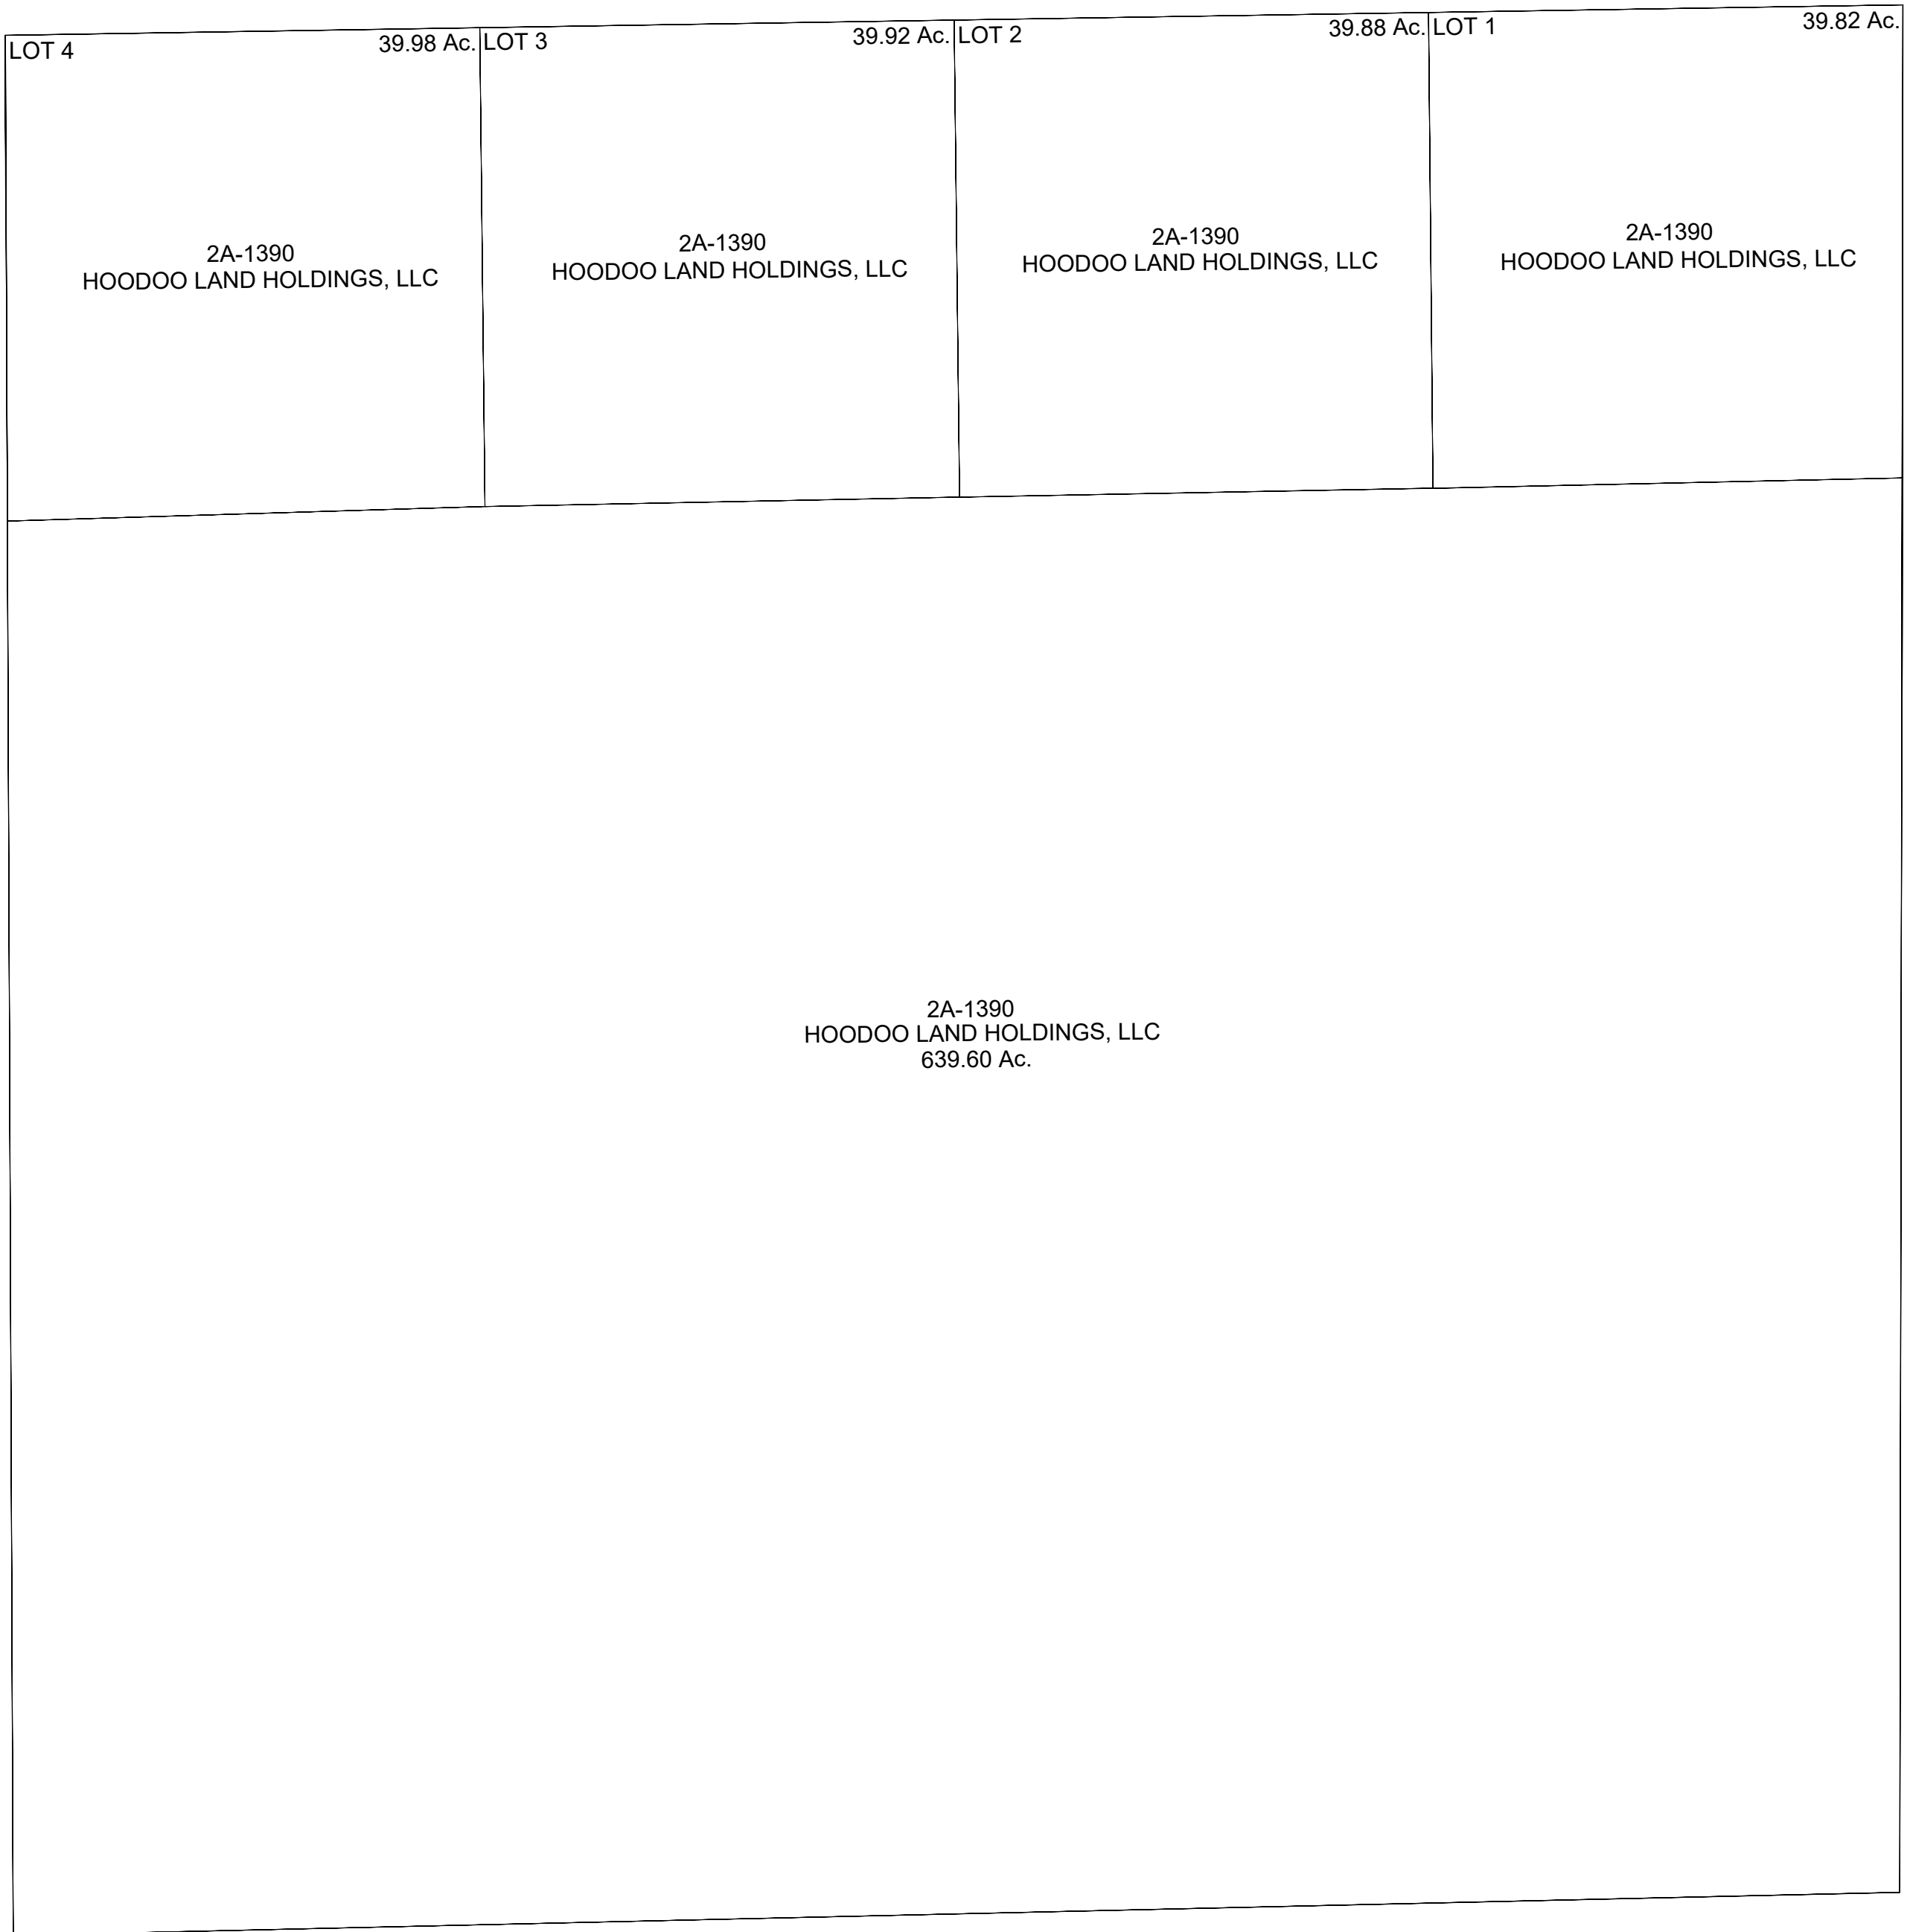 LOT 4
39.98 Ac.
LOT 3
39.92 Ac.
LOT 2
39.88 Ac.
LOT 1
39.82 Ac.
2A-1390
HOODOO LAND HOLDINGS, LLC
2A-1390
HOODOO LAND HOLDINGS, LLC
2A-1390
HOODOO LAND HOLDINGS, LLC
2A-1390
HOODOO LAND HOLDINGS, LLC
2A-1390
HOODOO LAND HOLDINGS, LLC
639.60 Ac.